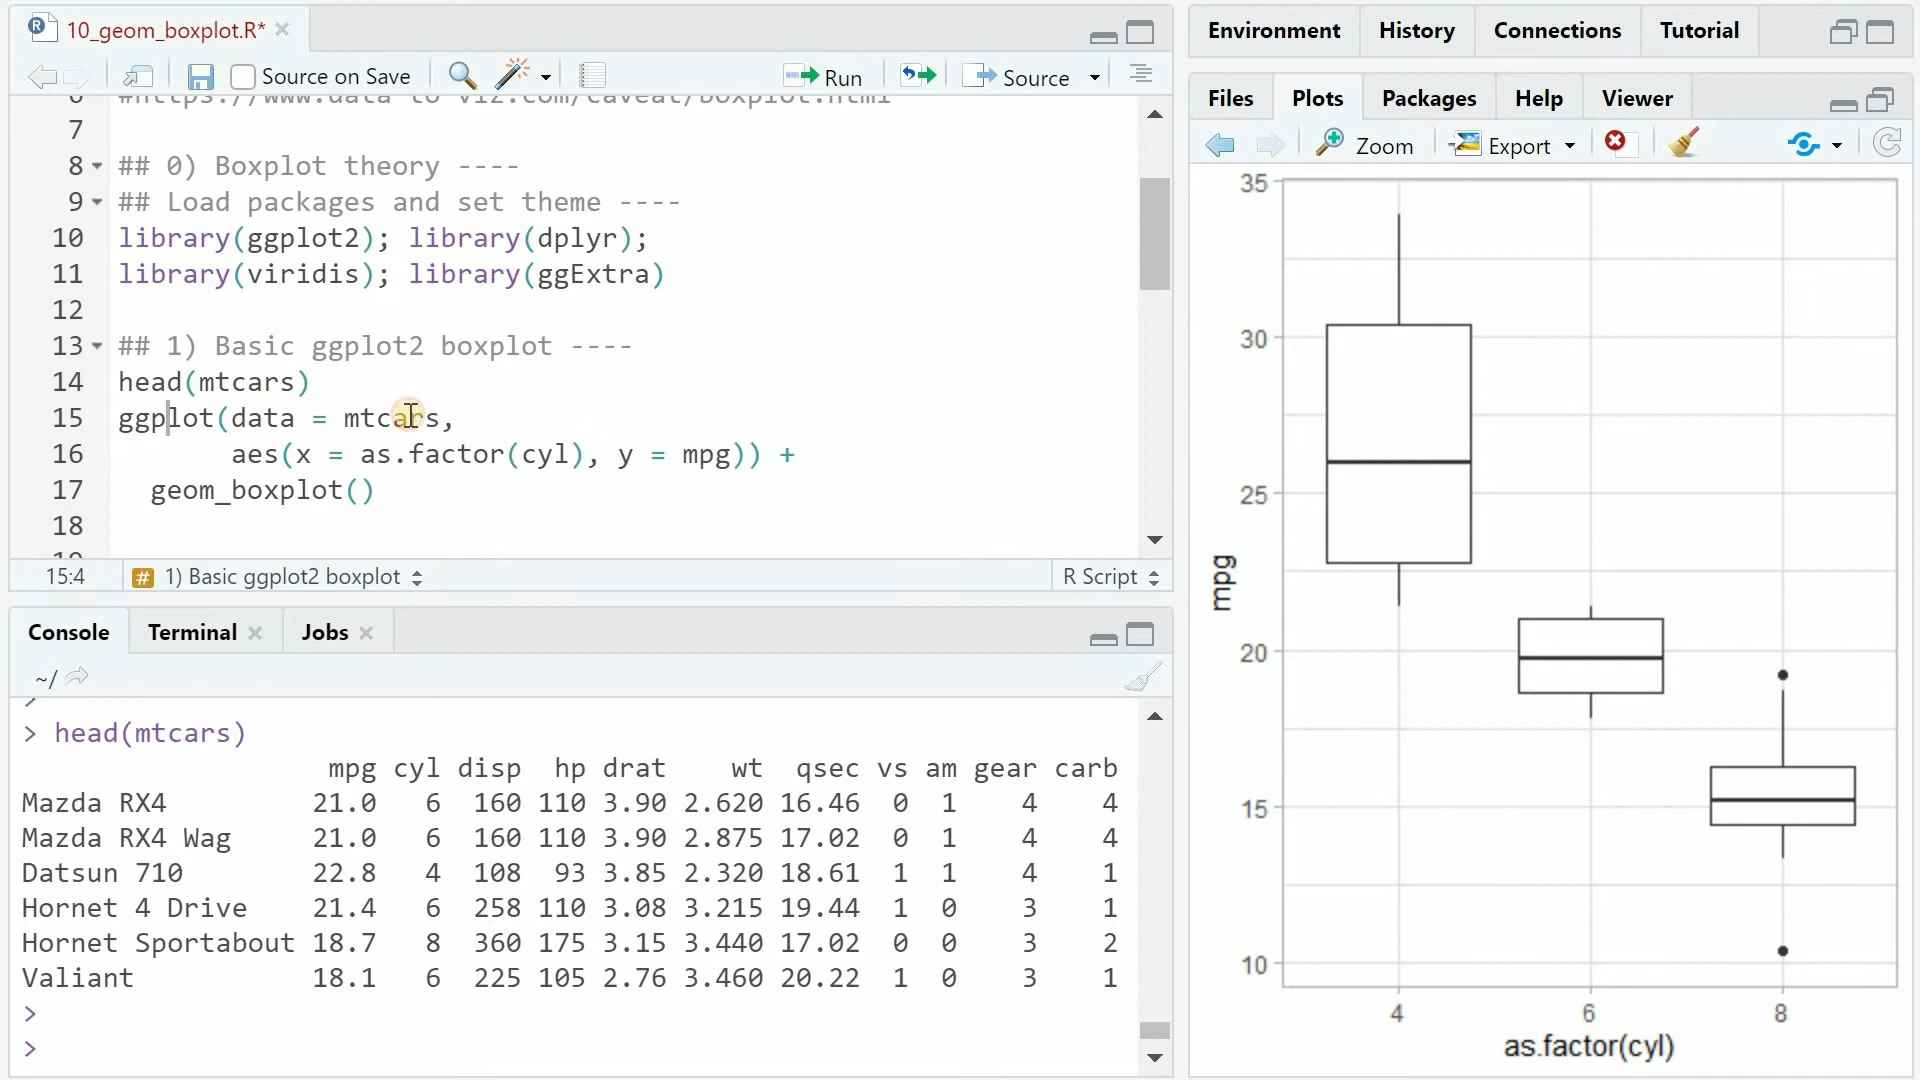 10_geom_boxplot.R*
Source on Save
Run
Source
6 #https://www.data-to-viz.com/caveat/boxplot.html
7
8 ## 0) Boxplot theory ----
9 ## Load packages and set theme ----
10 library(ggplot2); library(dplyr);
11 library(viridis); library(ggExtra)
12
13 ## 1) Basic ggplot2 boxplot ----
14 head(mtcars)
15 ggplot(data = mtcars,
16 aes(x = as.factor(cyl), y = mpg)) +
17 geom_boxplot()
18
15:4 # 1) Basic ggplot2 boxplot R Script
Console Terminal Jobs
~/
>
> head(mtcars)
mpg cyl disp hp drat wt qsec vs am gear carb
Mazda RX4 21.0 6 160 110 3.90 2.620 16.46 0 1 4 4
Mazda RX4 Wag 21.0 6 160 110 3.90 2.875 17.02 0 1 4 4
Datsun 710 22.8 4 108 93 3.85 2.320 18.61 1 1 4 1
Hornet 4 Drive 21.4 6 258 110 3.08 3.215 19.44 1 0 3 1
Hornet Sportabout 18.7 8 360 175 3.15 3.440 17.02 0 0 3 2
Valiant 18.1 6 225 105 2.76 3.460 20.22 1 0 3 1
>
>
Environment History Connections Tutorial
Files Plots Packages Help Viewer
Zoom Export
35
30
25
20
15
10
mpg
4 6 8
as.factor(cyl)